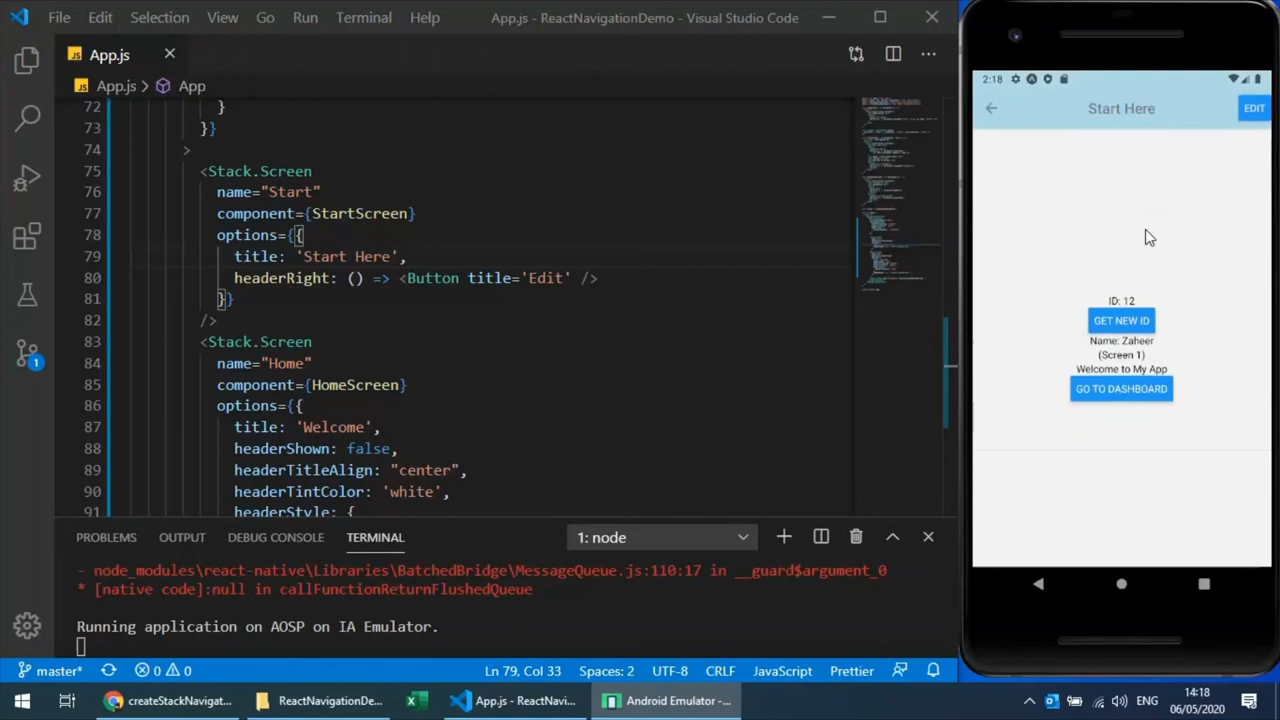 File Edit Selection View Go Run Terminal Help App.js - ReactNavigationDemo - Visual Studio Code
JS App.js
JS App.js > App
72 }
73 }}
74
75 <Stack.Screen
76 name="Start"
77 component={StartScreen}
78 options={{
79 title: 'Start Here',
80 headerRight: () => <Button title='Edit' />
81 }}
82 />
83 <Stack.Screen
84 name="Home"
85 component={HomeScreen}
86 options={{
87 title: 'Welcome',
88 headerShown: false,
89 headerTitleAlign: "center",
90 headerTintColor: 'white',
91 headerStyle: {
PROBLEMS OUTPUT DEBUG CONSOLE TERMINAL 1: node
- node_modules\react-native\Libraries\BatchedBridge\MessageQueue.js:110:17 in __guard$argument_0
* [native code]:null in callFunctionReturnFlushedQueue
Running application on AOSP on IA Emulator.
1
master* 0 0 Ln 79, Col 33 Spaces: 2 UTF-8 CRLF JavaScript Prettier
2:18
Start Here EDIT
ID: 12
GET NEW ID
Name: Zaheer
(Screen 1)
Welcome to My App
GO TO DASHBOARD
createStackNavigat... ReactNavigationDe... App.js - ReactNavi... Android Emulator -... ENG 14:18
06/05/2020